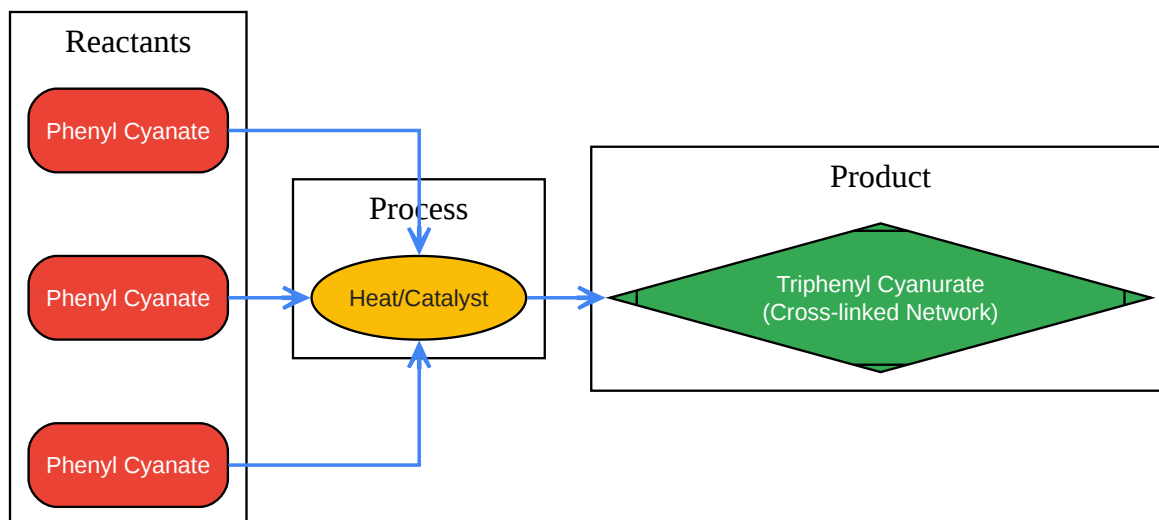 Reactants
Phenyl Cyanate
Phenyl Cyanate
Phenyl Cyanate
Process
Heat/Catalyst
Product
Triphenyl Cyanurate
(Cross-linked Network)